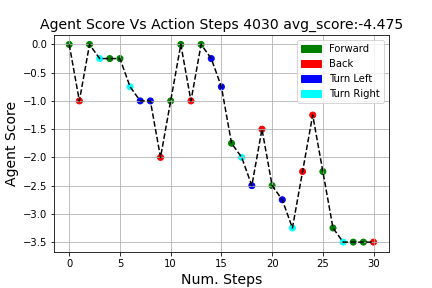 Agent Score Vs Action Steps 4030 avg_score:-4.475
Forward
Back
Turn Left
Turn Right
0.0
−0.5
−1.0
−1.5
−2.0
−2.5
−3.0
−3.5
Agent Score
0 5 10 15 20 25 30
Num. Steps